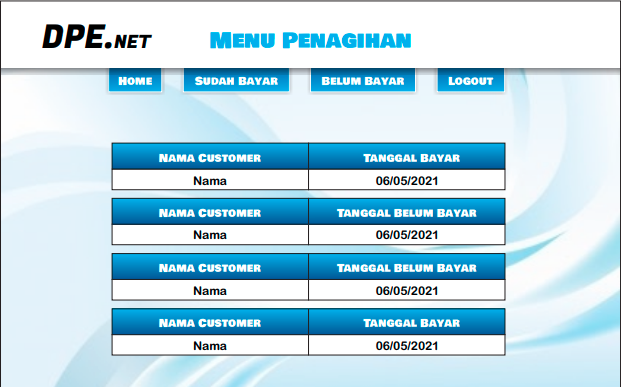 DPE.NET MENU PENAGIHAN
HOME SUDAH BAYAR BELUM BAYAR LOGOUT
NAMA CUSTOMER TANGGAL BAYAR
Nama 06/05/2021
NAMA CUSTOMER TANGGAL BELUM BAYAR
Nama 06/05/2021
NAMA CUSTOMER TANGGAL BELUM BAYAR
Nama 06/05/2021
NAMA CUSTOMER TANGGAL BAYAR
Nama 06/05/2021